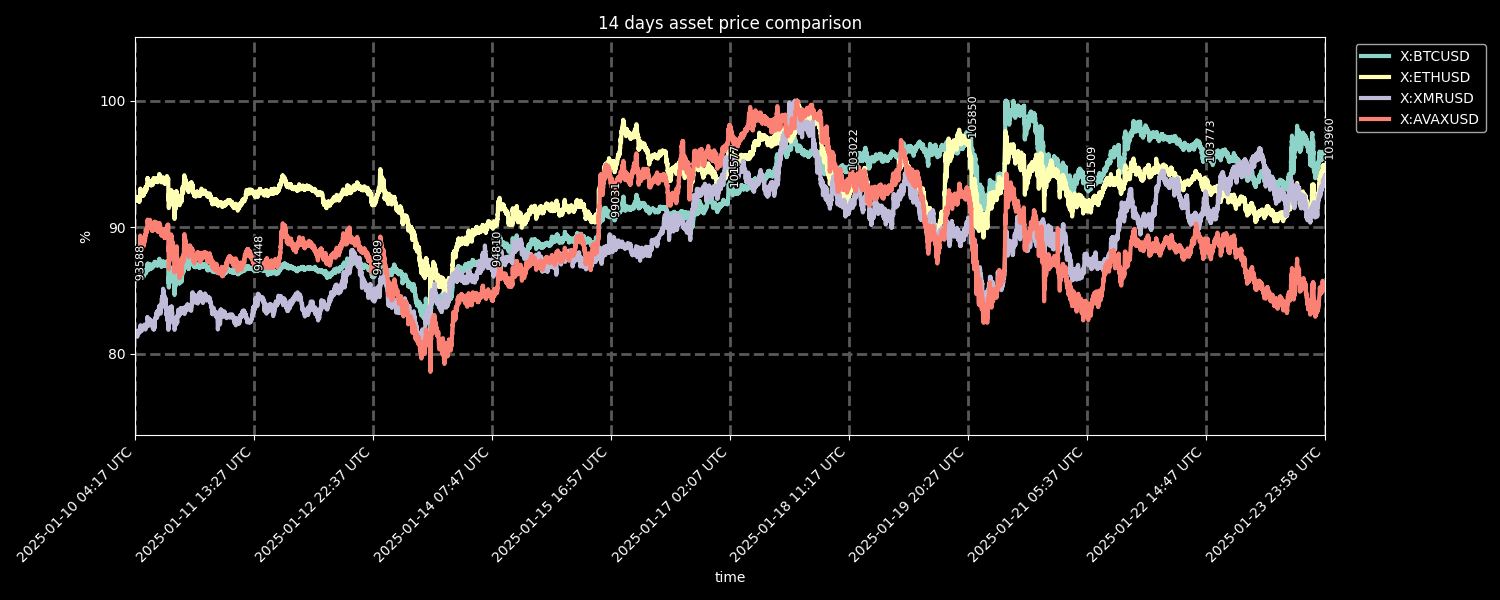 14 days asset price comparison
X:BTCUSD
X:ETHUSD
X:XMRUSD
X:AVAXUSD
%
100
90
80
93588
94448
94089
94810
99031
101577
103022
105850
101509
103773
103960
2025-01-10 04:17 UTC
2025-01-11 13:27 UTC
2025-01-12 22:37 UTC
2025-01-14 07:47 UTC
2025-01-15 16:57 UTC
2025-01-17 02:07 UTC
2025-01-18 11:17 UTC
2025-01-19 20:27 UTC
2025-01-21 05:37 UTC
2025-01-22 14:47 UTC
2025-01-23 23:58 UTC
time